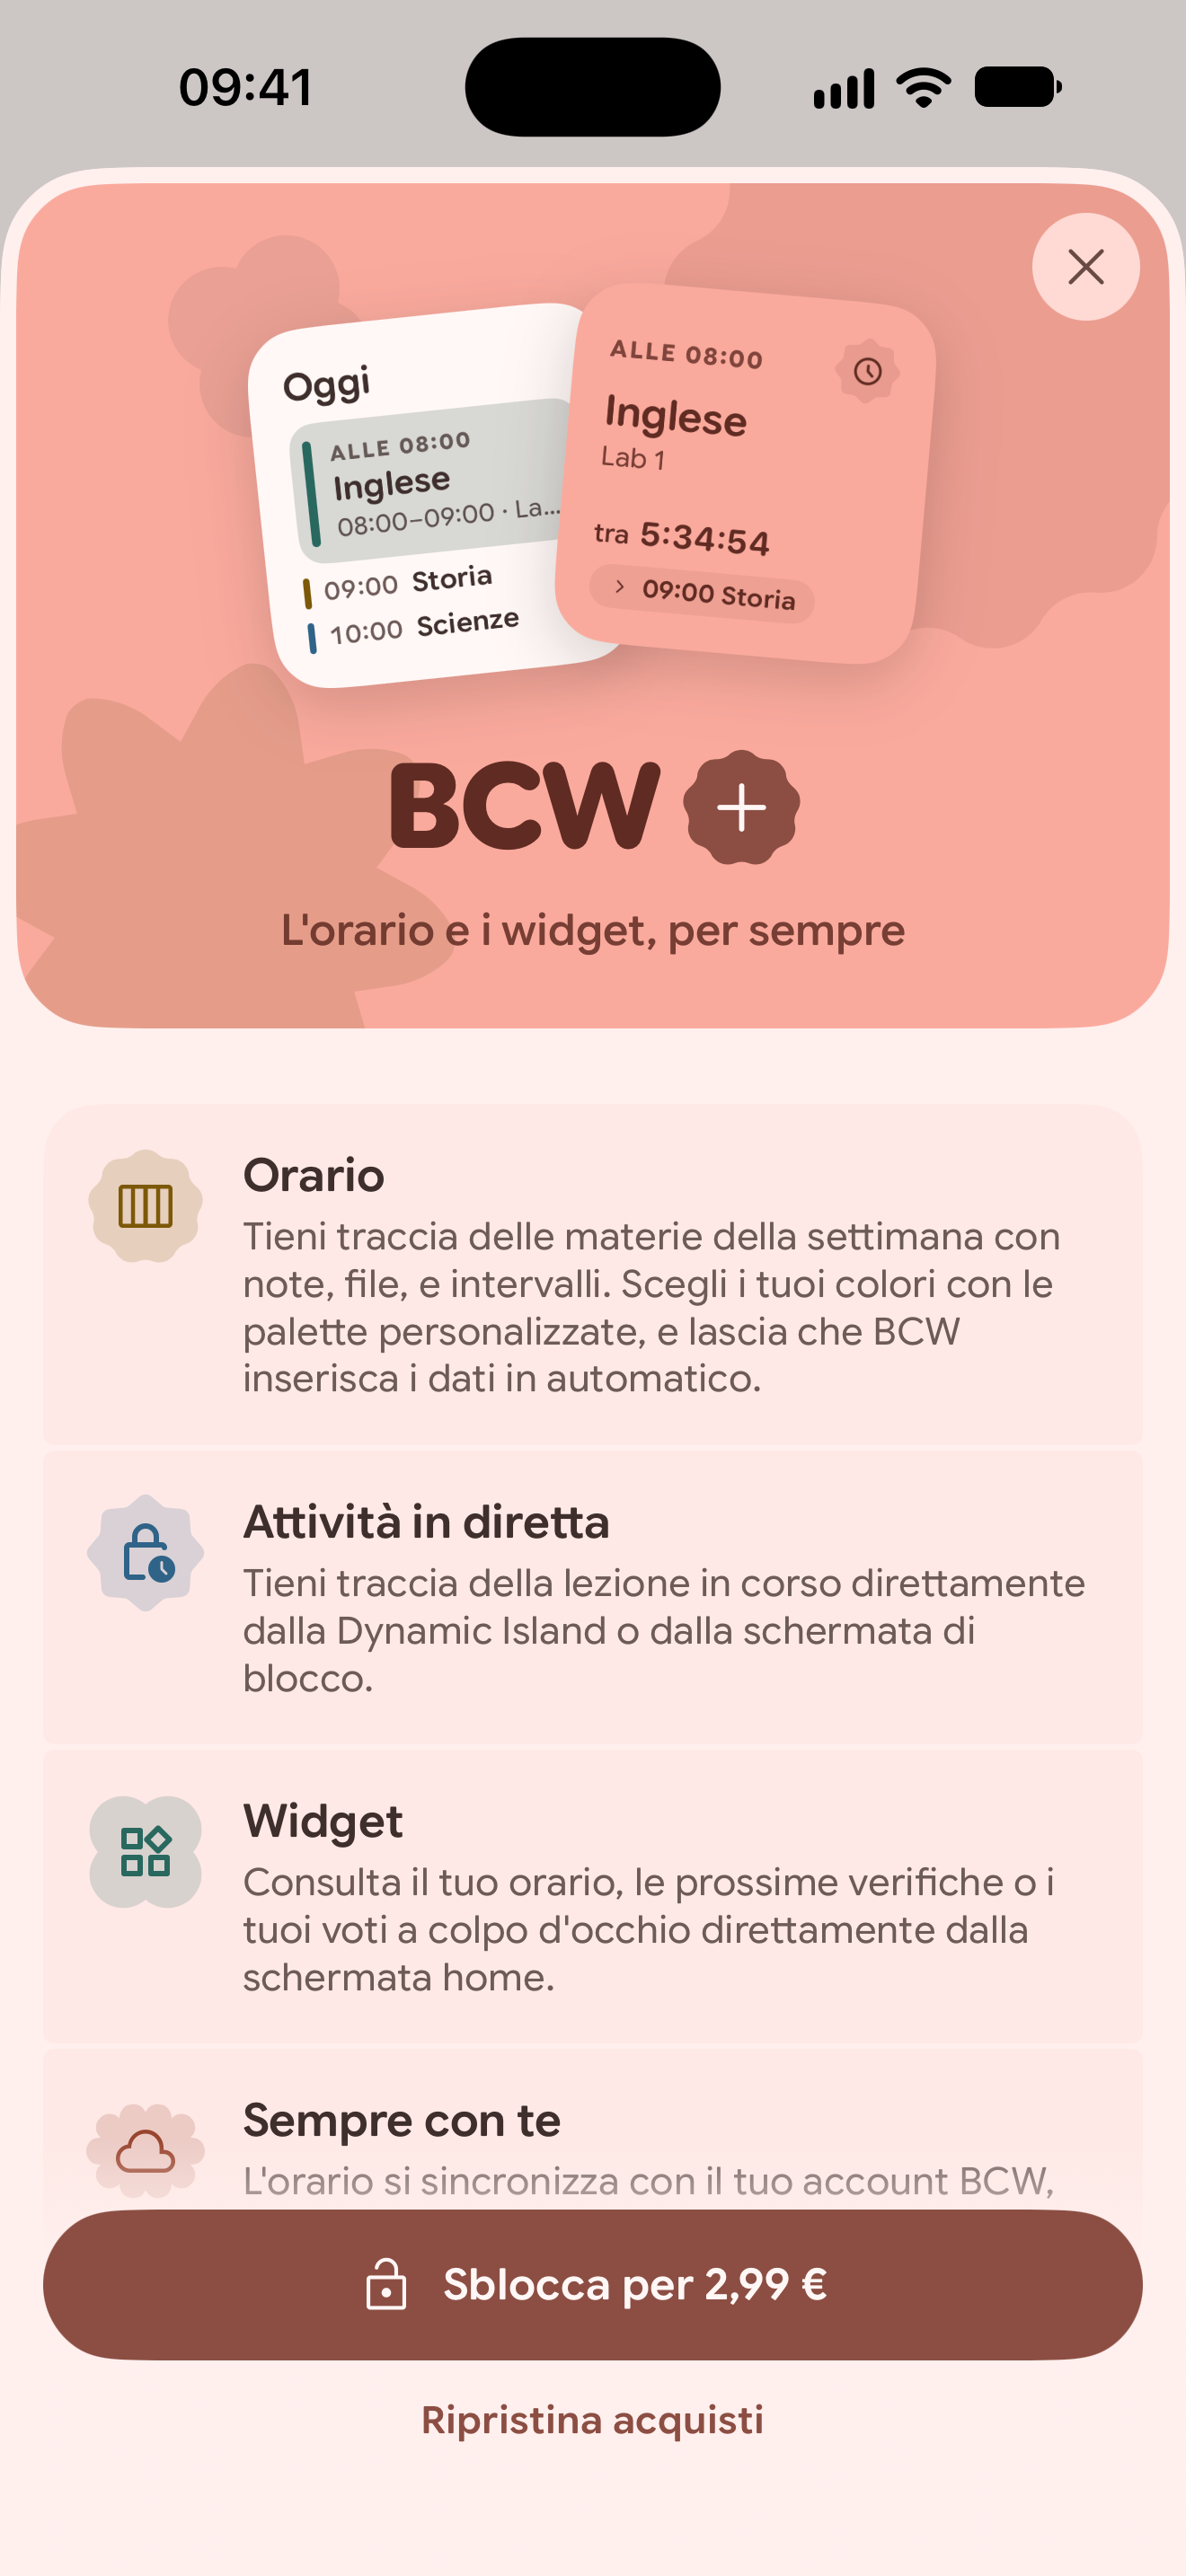 09:41
Oggi
ALLE 08:00
Inglese
08:00–09:00 · La...
09:00 Storia
10:00 Scienze
ALLE 08:00
Inglese
Lab 1
tra 5:34:54
09:00 Storia
BCW
L'orario e i widget, per sempre
Orario
Tieni traccia delle materie della settimana con
note, file, e intervalli. Scegli i tuoi colori con le
palette personalizzate, e lascia che BCW
inserisca i dati in automatico.
Attività in diretta
Tieni traccia della lezione in corso direttamente
dalla Dynamic Island o dalla schermata di
blocco.
Widget
Consulta il tuo orario, le prossime verifiche o i
tuoi voti a colpo d'occhio direttamente dalla
schermata home.
Sempre con te
L'orario si sincronizza con il tuo account BCW,
Sblocca per 2,99 €
Ripristina acquisti